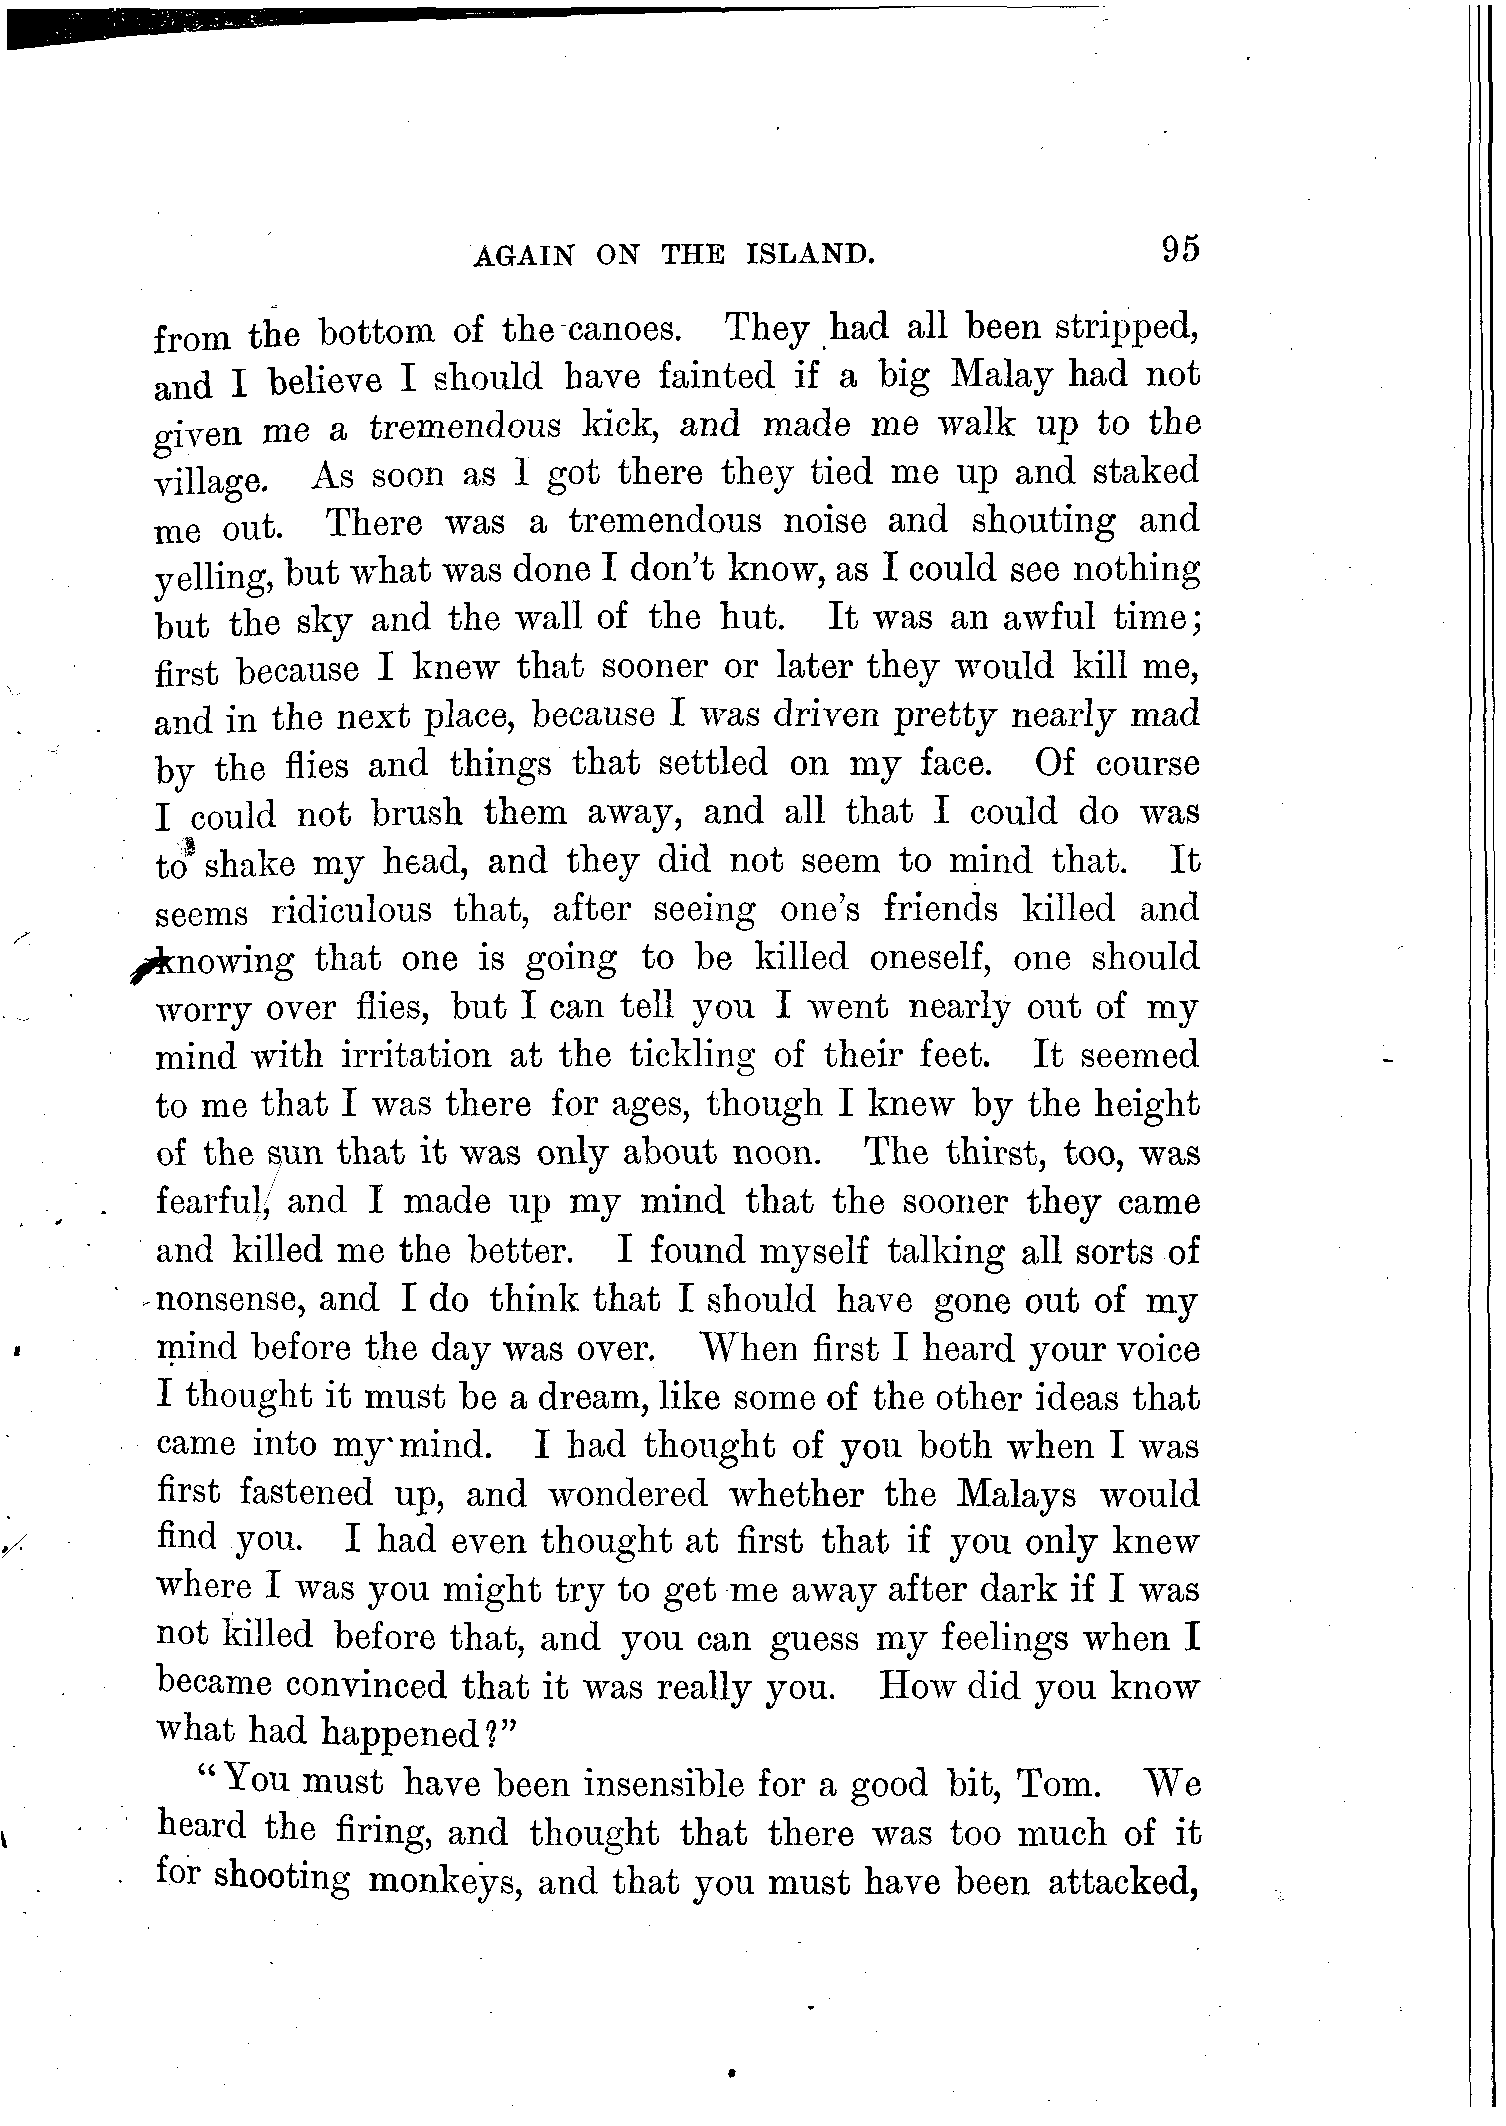 AGAIN ON THE ISLAND. 95
from the bottom of the canoes. They had all been stripped,
and I believe I should have fainted if a big Malay had not
given me a tremendous kick, and made me walk up to the
village. As soon as I got there they tied me up and staked
me out. There was a tremendous noise and shouting and
yelling, but what was done I don't know, as I could see nothing
but the sky and the wall of the hut. It was an awful time;
first because I knew that sooner or later they would kill me,
and in the next place, because I was driven pretty nearly mad
by the flies and things that settled on my face. Of course
I could not brush them away, and all that I could do was
to shake my head, and they did not seem to mind that. It
seems ridiculous that, after seeing one's friends killed and
knowing that one is going to be killed oneself, one should
worry over flies, but I can tell you I went nearly out of my
mind with irritation at the tickling of their feet. It seemed
to me that I was there for ages, though I knew by the height
of the sun that it was only about noon. The thirst, too, was
fearful, and I made up my mind that the sooner they came
and killed me the better. I found myself talking all sorts of
nonsense, and I do think that I should have gone out of my
mind before the day was over. When first I heard your voice
I thought it must be a dream, like some of the other ideas that
came into my mind. I had thought of you both when I was
first fastened up, and wondered whether the Malays would
find you. I had even thought at first that if you only knew
where I was you might try to get me away after dark if I was
not killed before that, and you can guess my feelings when I
became convinced that it was really you. How did you know
what had happened?"
"You must have been insensible for a good bit, Tom. We
heard the firing, and thought that there was too much of it
for shooting monkeys, and that you must have been attacked,